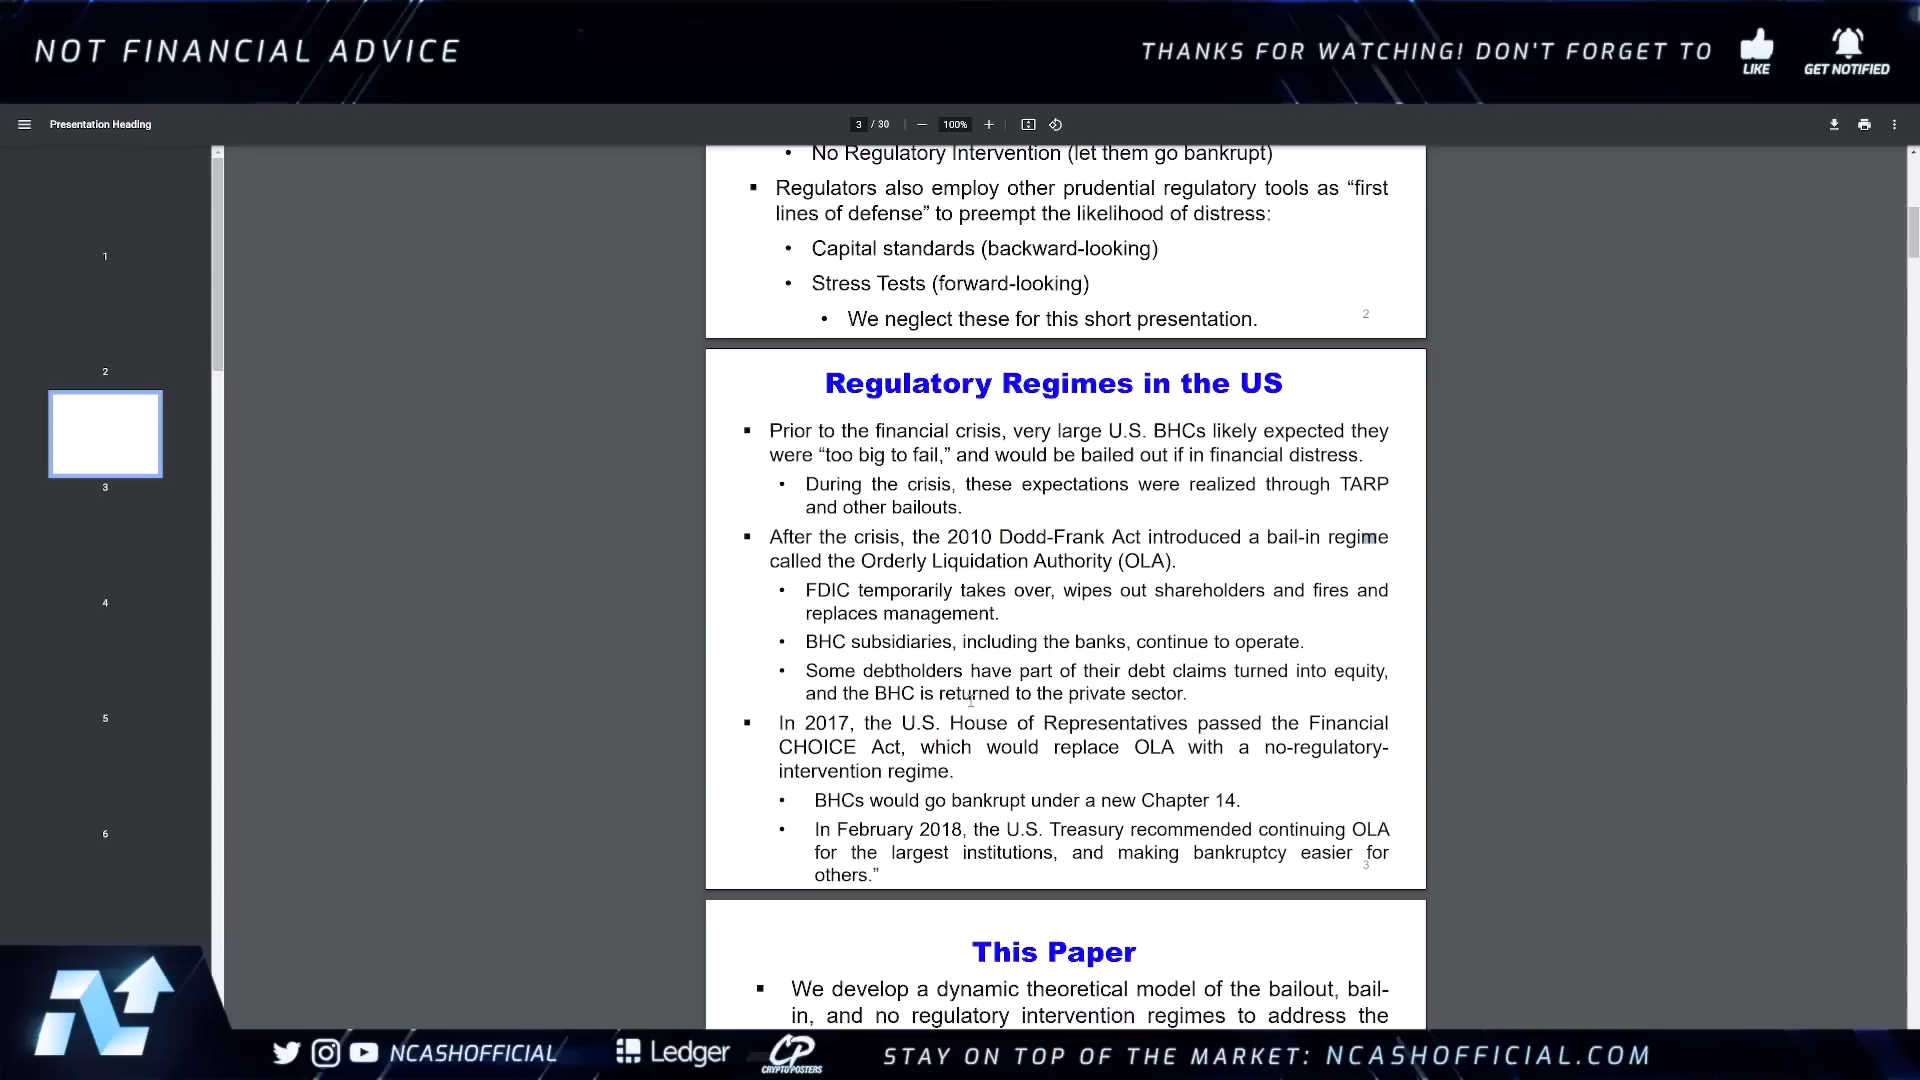 NOT FINANCIAL ADVICE
THANKS FOR WATCHING! DON'T FORGET TO
LIKE
GET NOTIFIED
Presentation Heading
3 / 30
100%
1
2
3
4
5
6
• No Regulatory Intervention (let them go bankrupt)
▪ Regulators also employ other prudential regulatory tools as “first
lines of defense” to preempt the likelihood of distress:
• Capital standards (backward-looking)
• Stress Tests (forward-looking)
• We neglect these for this short presentation.
2
Regulatory Regimes in the US
▪ Prior to the financial crisis, very large U.S. BHCs likely expected they
were “too big to fail,” and would be bailed out if in financial distress.
• During the crisis, these expectations were realized through TARP
and other bailouts.
▪ After the crisis, the 2010 Dodd-Frank Act introduced a bail-in regime
called the Orderly Liquidation Authority (OLA).
• FDIC temporarily takes over, wipes out shareholders and fires and
replaces management.
• BHC subsidiaries, including the banks, continue to operate.
• Some debtholders have part of their debt claims turned into equity,
and the BHC is returned to the private sector.
▪ In 2017, the U.S. House of Representatives passed the Financial
CHOICE Act, which would replace OLA with a no-regulatory-
intervention regime.
• BHCs would go bankrupt under a new Chapter 14.
• In February 2018, the U.S. Treasury recommended continuing OLA
for the largest institutions, and making bankruptcy easier for
others.”
3
This Paper
▪ We develop a dynamic theoretical model of the bailout, bail-
in, and no regulatory intervention regimes to address the
NCASHOFFICIAL
Ledger
CP
CRYPTOPOSTERS
STAY ON TOP OF THE MARKET: NCASHOFFICIAL.COM